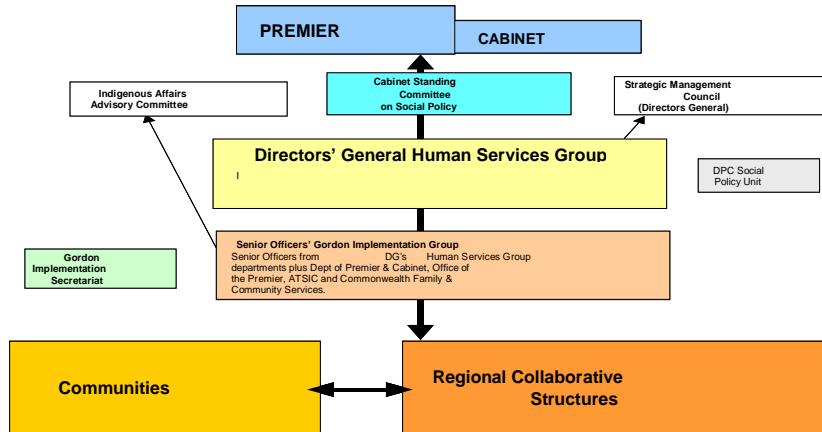 PREMIER
CABINET
Cabinet Standing
Committee
on Social Policy
Indigenous Affairs
Advisory Committee
Strategic Management
Council
(Directors General)
Directors’ General Human Services Group
I
DPC Social
Policy Unit
Senior Officers’ Gordon Implementation Group
Senior Officers from DG’s Human Services Group
departments plus Dept of Premier & Cabinet, Office of
the Premier, ATSIC and Commonwealth Family &
Community Services.
Gordon
Implementation
Secretariat
Communities
Regional Collaborative
Structures